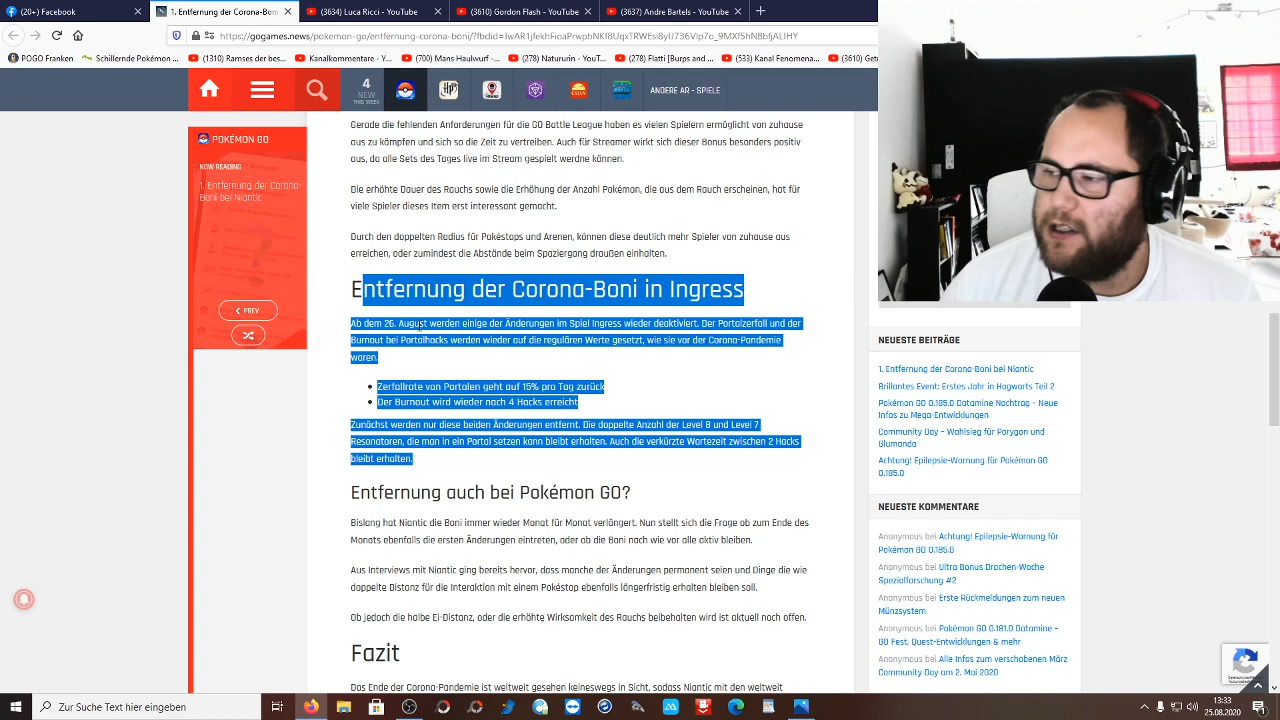 (20+) Facebook
1. Entfernung der Corona-Boni
(3634) Luca Ricci - YouTube
(3610) Gordon Flash - YouTube
(3637) Andre Bartels - YouTube
https://gogames.news/pokemon-go/entfernung-corona-boni/?fbclid=
POGO Franken
Schillernde Pokémon ...
(1310) Ramses der bes...
Kanalkommentare - Y...
(700) Mans Haulwurf -...
(278) Natururin - YouT...
(278) Flatti [Burps and ...
(533) Kanal Fenomena...
(3610) Get
4
NEW
THIS WEEK
ANDERE AR - SPIELE
POKÉMON GO
NOW READING
1. Entfernung der Corona-
Boni bei Niantic
PREV
Gerade die fehlenden Anforderungen für die GO Battle League haben es vielen Spielern ermöglicht von zuhause
aus zu kämpfen und sich so die Zeit zu vertreiben. Auch für Streamer wirkt sich dieser Bonus besonders positiv
aus, da alle Sets des Tages live im Stream gespielt werdne können.
Die erhöhte Dauer des Rauchs sowie die Erhöhung der Anzahl Pokémon, die aus dem Rauch erscheinen, hat für
viele Spieler dieses Item erst interessant gemacht.
Durch den doppelten Radius für Pokéstops und Arenen, können diese deutlich mehr Spieler von zuhause aus
erreichen, oder zumindest die Abstände beim Spaziergang draußen einhalten.
Entfernung der Corona-Boni in Ingress
Ab dem 26. August werden einige der Änderungen im Spiel Ingress wieder deaktiviert. Der Portalzerfall und der
Burnout bei Portalhacks werden wieder auf die regulären Werte gesetzt, wie sie vor der Corona-Pandemie
waren.
Zerfallrate von Portalen geht auf 15% pro Tag zurück
Der Burnout wird wieder nach 4 Hacks erreicht
Zunächst werden nur diese beiden Änderungen entfernt. Die doppelte Anzahl der Level 8 und Level 7
Resonatoren, die man in ein Portal setzen kann bleibt erhalten. Auch die verkürzte Wartezeit zwischen 2 Hacks
bleibt erhalten.
Entfernung auch bei Pokémon GO?
Bislang hat Niantic die Boni immer wieder Monat für Monat verlängert. Nun stellt sich die Frage ob zum Ende des
Monats ebenfalls die ersten Änderungen eintreten, oder ob die Boni nach wie vor alle aktiv bleiben.
Aus Interviews mit Niantic ging bereits hervor, dass manche der Änderungen permanent seien und Dinge die wie
doppelte Distanz für die Interaktion mit einem Pokéstop ebenfalls längerfristig erhalten bleiben soll.
Ob jedoch die halbe Ei-Distanz, oder die erhöhte Wirksamkeit des Rauchs beibehalten wird ist aktuell noch offen.
Fazit
Das Ende der Corona-Pandemie ist weltweit gesehen keineswegs in Sicht, sodass Niantic mit den weltweit
NEUESTE BEITRÄGE
1. Entfernung der Corona-Boni bei Niantic
Brillantes Event: Erstes Jahr in Hogwarts Teil 2
Pokémon GO 0.185.0 Datamine Nachtrag – Neue
Infos zu Mega-Entwicklungen
Community Day – Wahlsieg für Porygon und
Glumanda
Achtung! Epilepsie-Warnung für Pokémon GO
0.185.0
NEUESTE KOMMENTARE
Anonymous bei Achtung! Epilepsie-Warnung für
Pokémon GO 0.185.0
Anonymous bei Ultra Bonus Drachen-Woche
Spezialforschung #2
Anonymous bei Erste Rückmeldungen zum neuen
Münzsystem
Anonymous bei Pokémon GO 0.181.0 Datamine –
GO Fest, Quest-Entwicklungen & mehr
Anonymous bei Alle Infos zum verschobenen März
Community Day am 2. Mai 2020
Zur Suche Text hier eingeben
13:33
25.08.2020